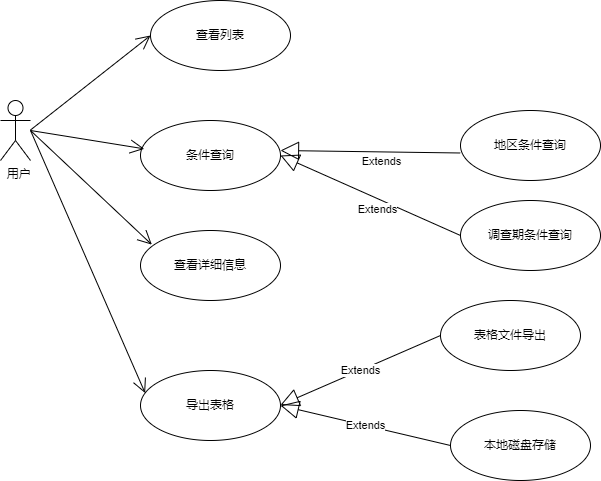 查看列表
用户
条件查询
地区条件查询
Extends
调查期条件查询
Extends
查看详细信息
表格文件导出
Extends
导出表格
Extends
本地磁盘存储